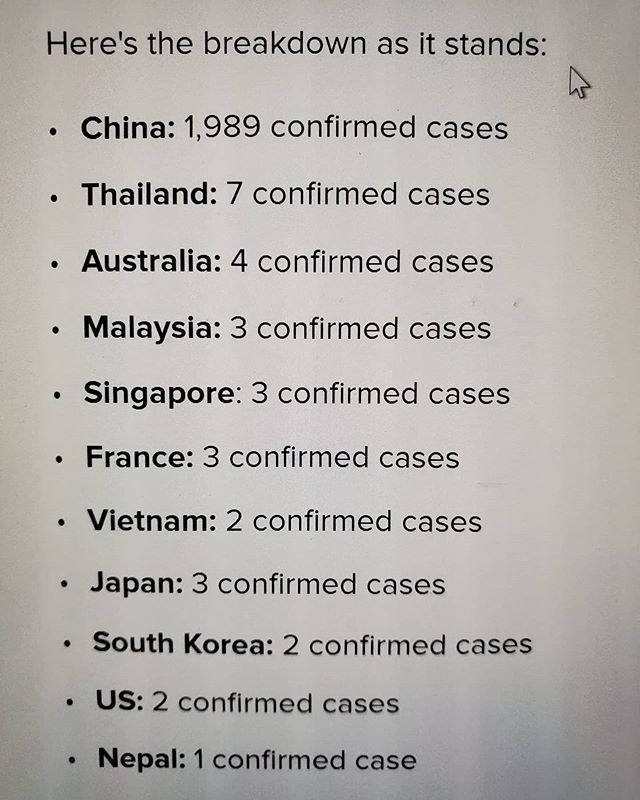 Here's the breakdown as it stands:
• China: 1,989 confirmed cases
• Thailand: 7 confirmed cases
• Australia: 4 confirmed cases
• Malaysia: 3 confirmed cases
• Singapore: 3 confirmed cases
• France: 3 confirmed cases
• Vietnam: 2 confirmed cases
• Japan: 3 confirmed cases
• South Korea: 2 confirmed cases
• US: 2 confirmed cases
• Nepal: 1 confirmed case